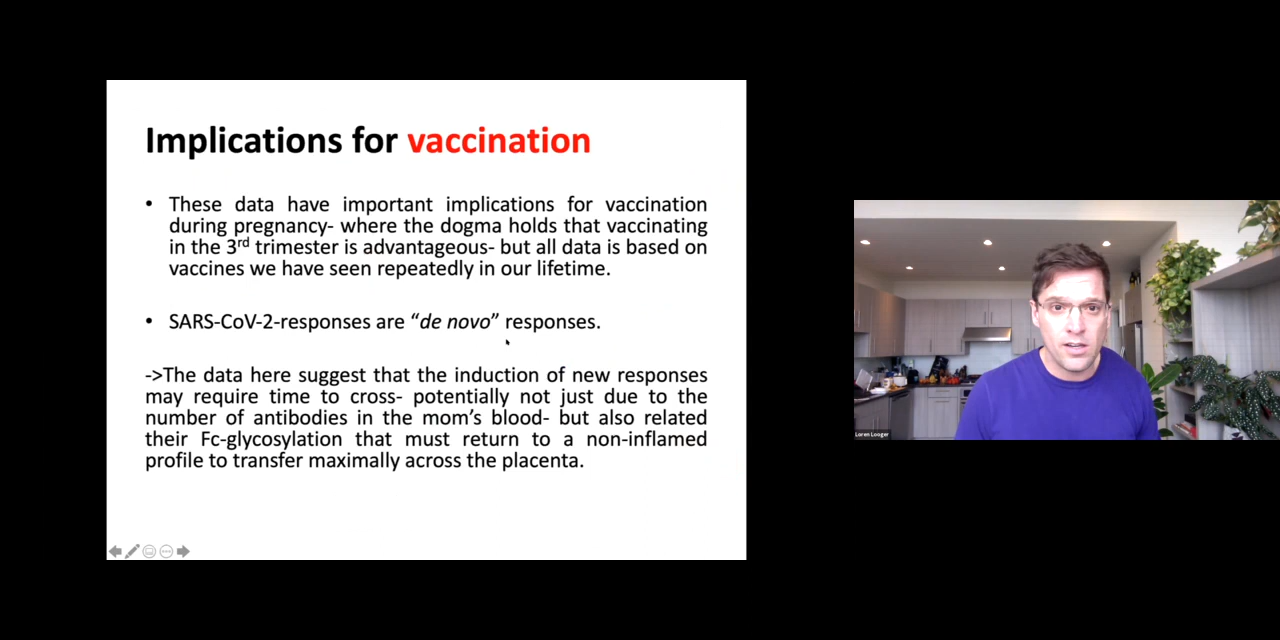 Implications for vaccination
• These data have important implications for vaccination
during pregnancy- where the dogma holds that vaccinating
in the 3rd trimester is advantageous- but all data is based on
vaccines we have seen repeatedly in our lifetime.
• SARS-CoV-2-responses are “de novo” responses.
->The data here suggest that the induction of new responses
may require time to cross- potentially not just due to the
number of antibodies in the mom’s blood- but also related
their Fc-glycosylation that must return to a non-inflamed
profile to transfer maximally across the placenta.
Loren Looger